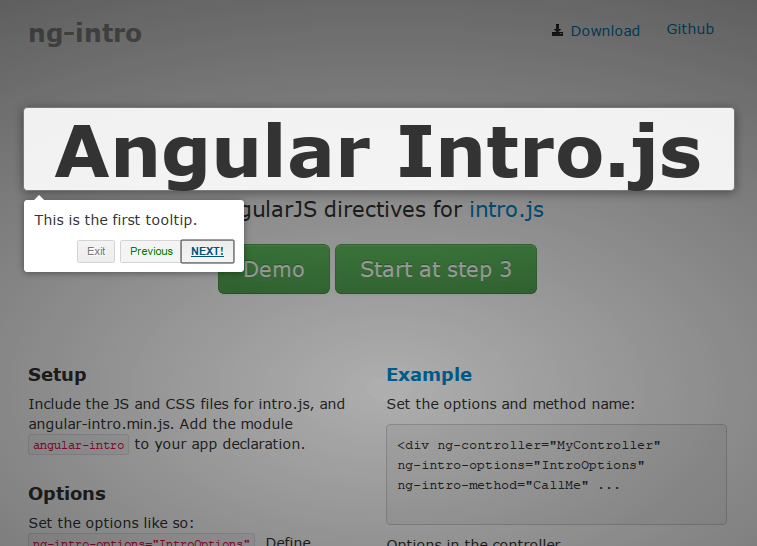 ng-intro
Download
Github
Angular Intro.js
gularJS directives for intro.js
This is the first tooltip.
Exit
Previous
NEXT!
Demo
Start at step 3
Setup
Include the JS and CSS files for intro.js, and
angular-intro.min.js. Add the module
angular-intro to your app declaration.
Options
Set the options like so:
ng-intro-options="IntroOptions" . Define
Example
Set the options and method name:
<div ng-controller="MyController"
ng-intro-options="IntroOptions"
ng-intro-method="CallMe" ...
Options in the controller